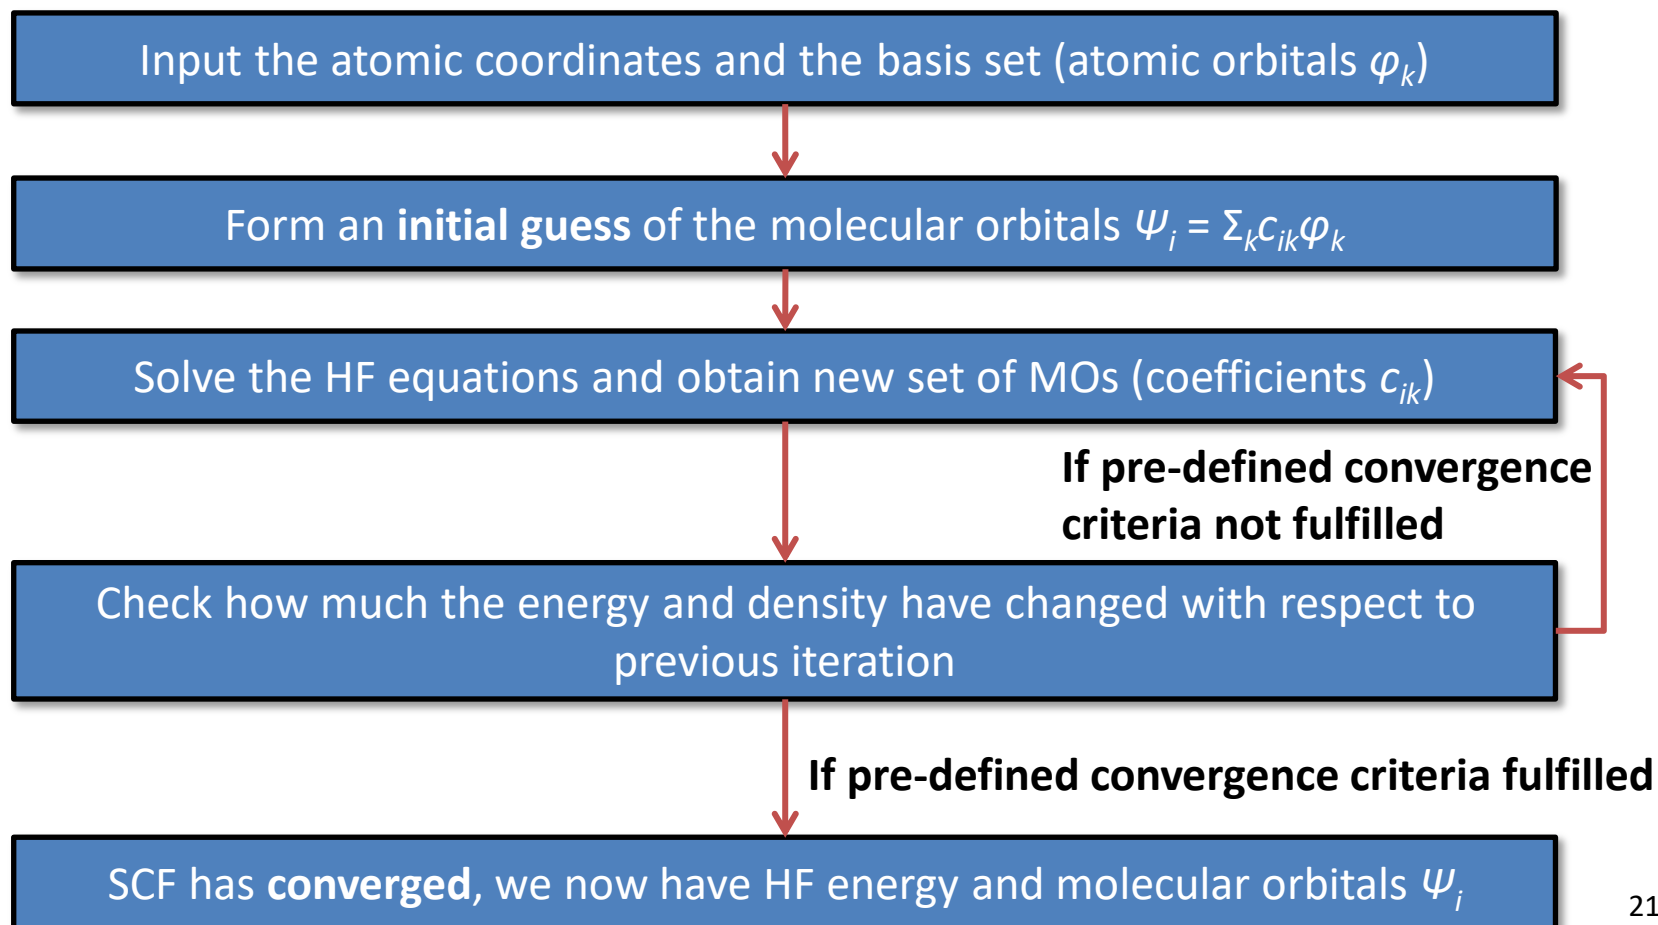 Input the atomic coordinates and the basis set (atomic orbitals φₖ)
Form an initial guess of the molecular orbitals Ψᵢ = Σₖcᵢₖφₖ
Solve the HF equations and obtain new set of MOs (coefficients cᵢₖ)
If pre-defined convergence
criteria not fulfilled
Check how much the energy and density have changed with respect to
previous iteration
If pre-defined convergence criteria fulfilled
SCF has converged, we now have HF energy and molecular orbitals Ψᵢ
21